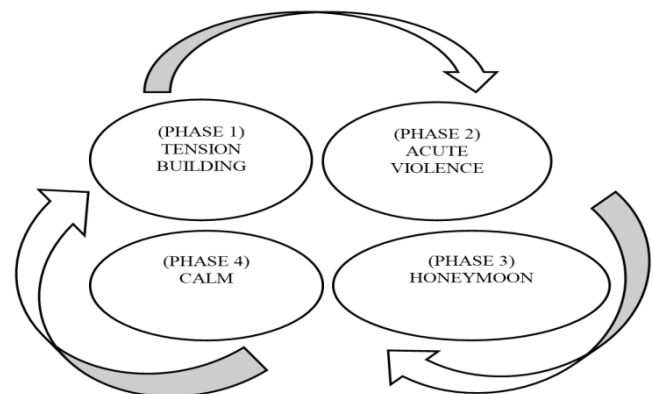 (PHASE 1)
TENSION
BUILDING
(PHASE 2)
ACUTE
VIOLENCE
(PHASE 4)
CALM
(PHASE 3)
HONEYMOON